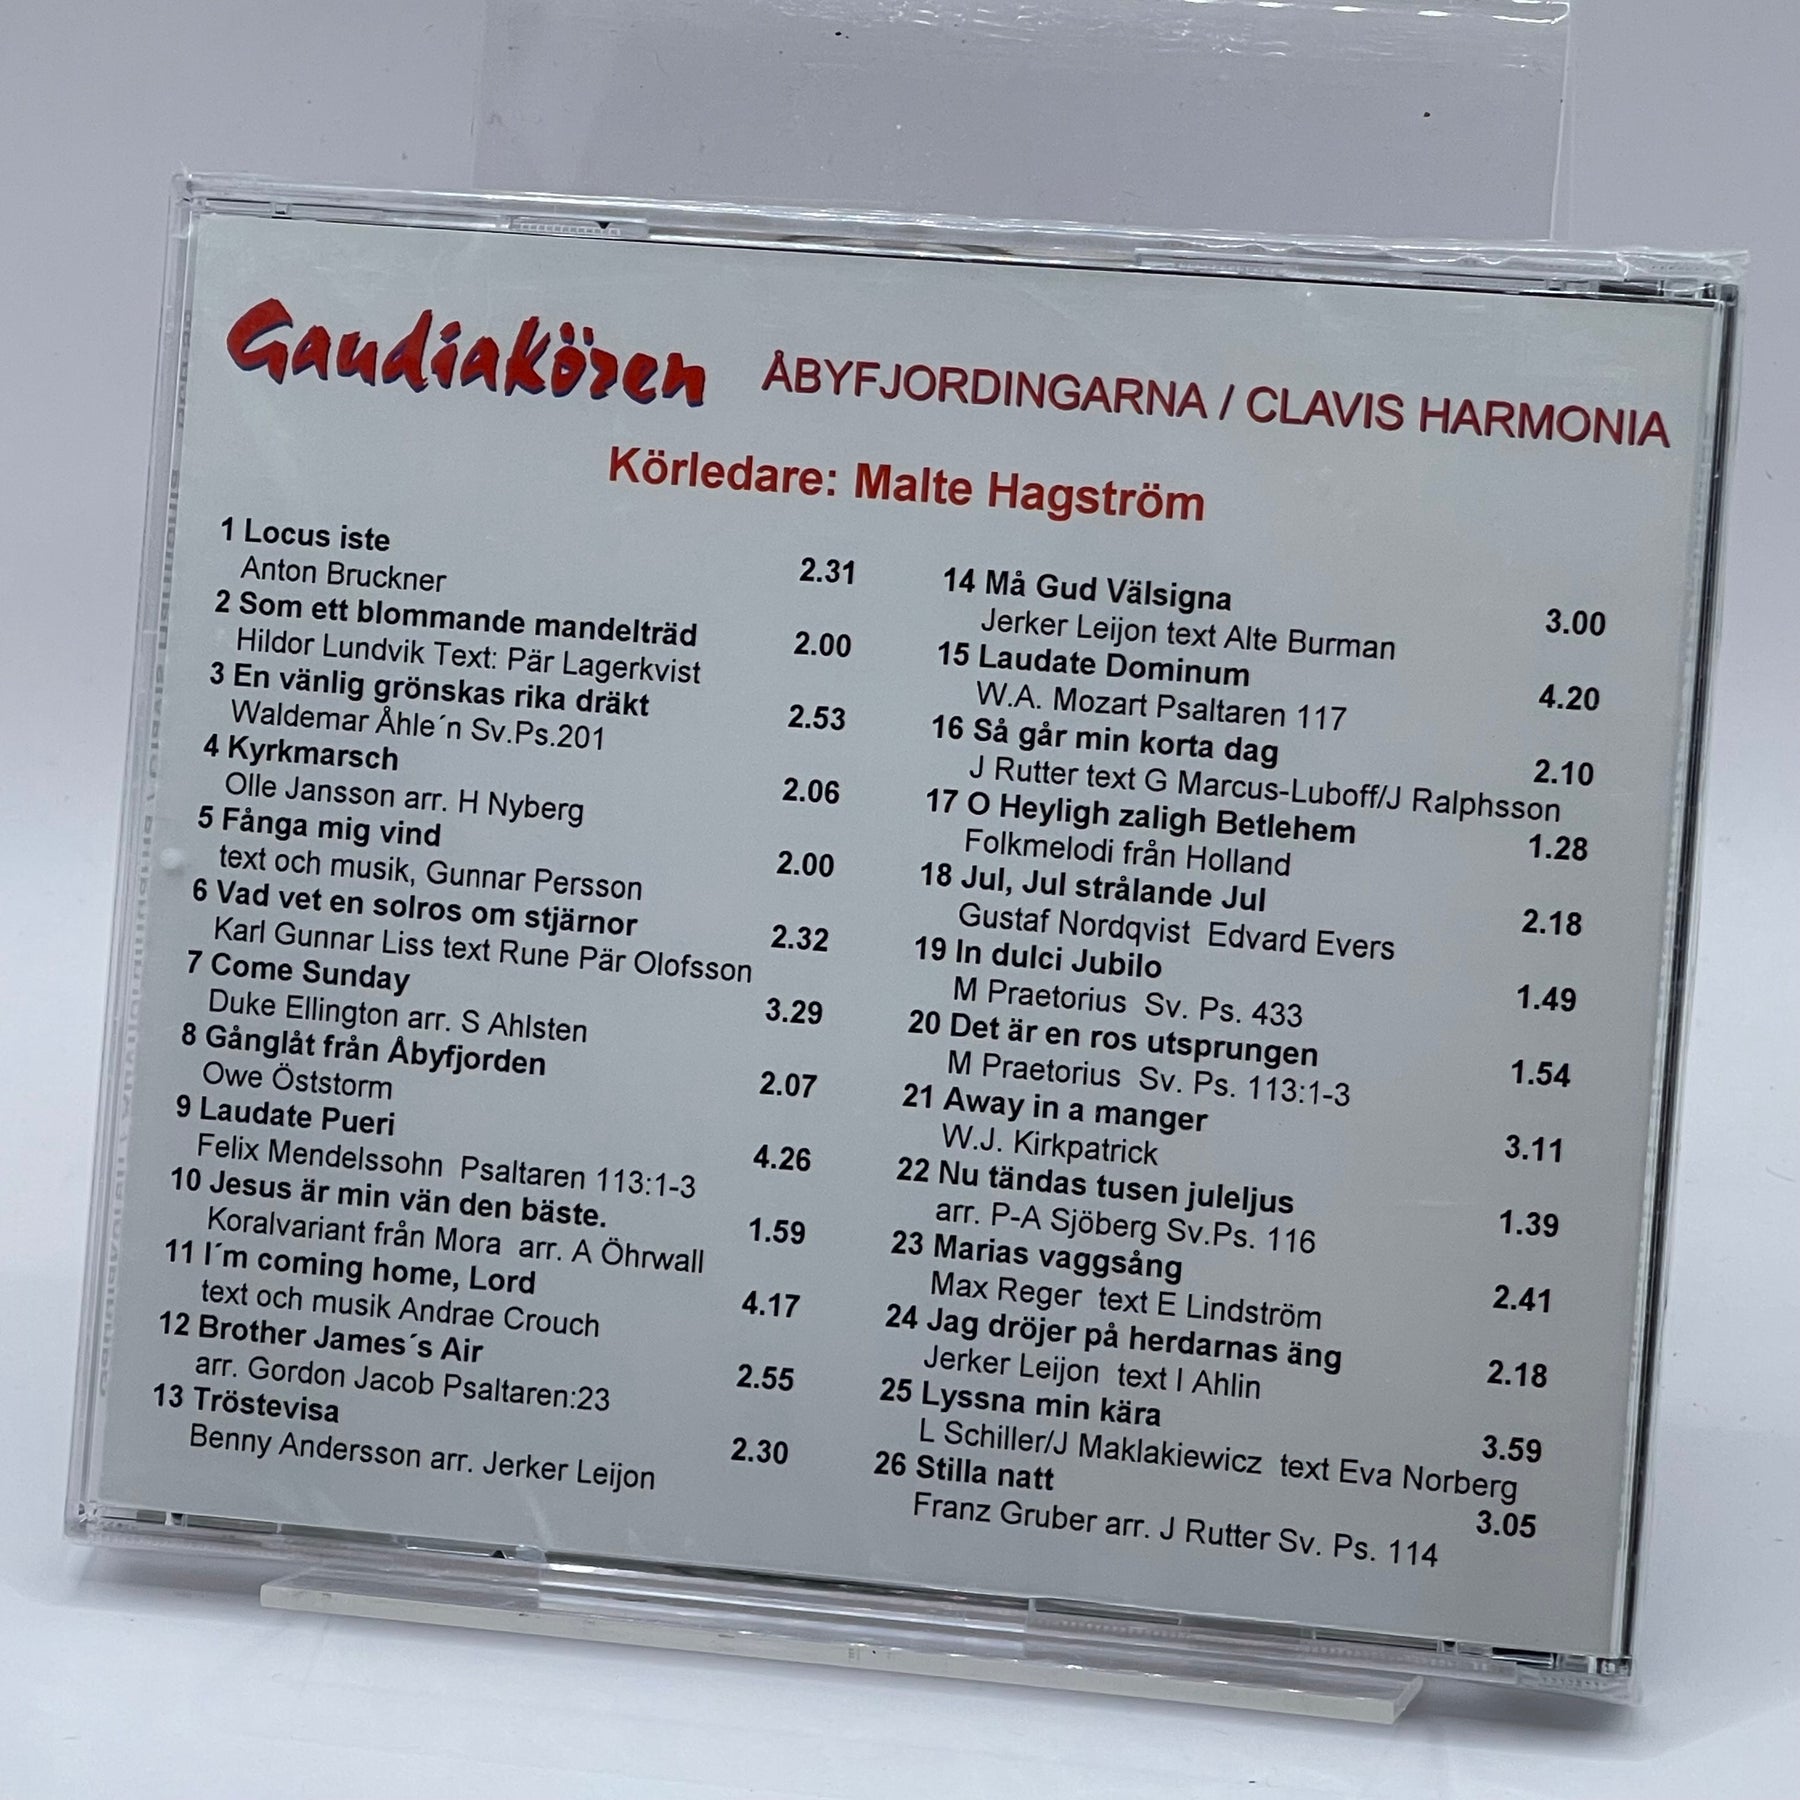 Gaudiakören ÅBYFJORDINGARNA / CLAVIS HARMONIA
Körledare: Malte Hagström
1 Locus iste 2.31
Anton Bruckner
2 Som ett blommande mandelträd 2.00
Hildor Lundvik Text: Pär Lagerkvist
3 En vänlig grönskas rika dräkt 2.53
Waldemar Åhle´n Sv.Ps.201
4 Kyrkmarsch 2.06
Olle Jansson arr. H Nyberg
5 Fånga mig vind 2.00
text och musik, Gunnar Persson
6 Vad vet en solros om stjärnor 2.32
Karl Gunnar Liss text Rune Pär Olofsson
7 Come Sunday 3.29
Duke Ellington arr. S Ahlsten
8 Gånglåt från Åbyfjorden 2.07
Owe Öststorm
9 Laudate Pueri 4.26
Felix Mendelssohn Psaltaren 113:1-3
10 Jesus är min vän den bäste. 1.59
Koralvariant från Mora arr. A Öhrwall
11 I´m coming home, Lord 4.17
text och musik Andrae Crouch
12 Brother James´s Air 2.55
arr. Gordon Jacob Psaltaren:23
13 Tröstevisa 2.30
Benny Andersson arr. Jerker Leijon
14 Må Gud Välsigna 3.00
Jerker Leijon text Alte Burman
15 Laudate Dominum 4.20
W.A. Mozart Psaltaren 117
16 Så går min korta dag 2.10
J Rutter text G Marcus-Luboff/J Ralphsson
17 O Heyligh zaligh Betlehem 1.28
Folkmelodi från Holland
18 Jul, Jul strålande Jul 2.18
Gustaf Nordqvist Edvard Evers
19 In dulci Jubilo 1.49
M Praetorius Sv. Ps. 433
20 Det är en ros utsprungen 1.54
M Praetorius Sv. Ps. 113:1-3
21 Away in a manger 3.11
W.J. Kirkpatrick
22 Nu tändas tusen juleljus 1.39
arr. P-A Sjöberg Sv.Ps. 116
23 Marias vaggsång 2.41
Max Reger text E Lindström
24 Jag dröjer på herdarnas äng 2.18
Jerker Leijon text I Ahlin
25 Lyssna min kära 3.59
L Schiller/J Maklakiewicz text Eva Norberg
26 Stilla natt 3.05
Franz Gruber arr. J Rutter Sv. Ps. 114